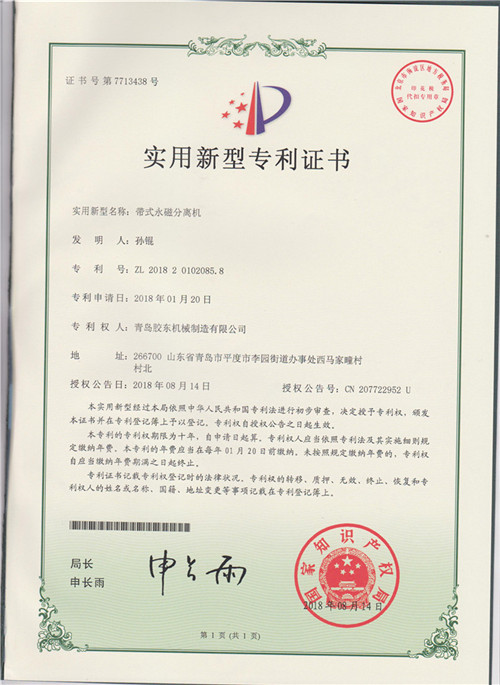 证书号第7713438号
印花税
代扣专用章
实用新型专利证书
实用新型名称：带式永磁分离机
发 明 人：孙锟
专 利 号：ZL 2018 2 0102085.8
专利申请日：2018年01月20日
专 利 权 人：青岛胶东机械制造有限公司
地 址：266700 山东省青岛市平度市李园街道办事处西马家疃村
村北
授权公告日：2018年08月14日 授权公告号：CN 207722952 U
本实用新型经过本局依照中华人民共和国专利法进行初步审查，决定授予专利权，颁发
本证书并在专利登记簿上予以登记。专利权自授权公告之日起生效。
本专利的专利权期限为十年，自申请日起算。专利权人应当依照专利法及其实施细则规
定缴纳年费。本专利的年费应当在每年01月20日前缴纳。未按照规定缴纳年费的，专利权
自应当缴纳年费期满之日起终止。
专利证书记载专利权登记时的法律状况。专利权的转移、质押、无效、终止、恢复和专
利权人的姓名或名称、国籍、地址变更等事项记载在专利登记簿上。
局长
申长雨
申长雨
国家知识产权局
2018年08月14日
第 1 页 (共 1 页)